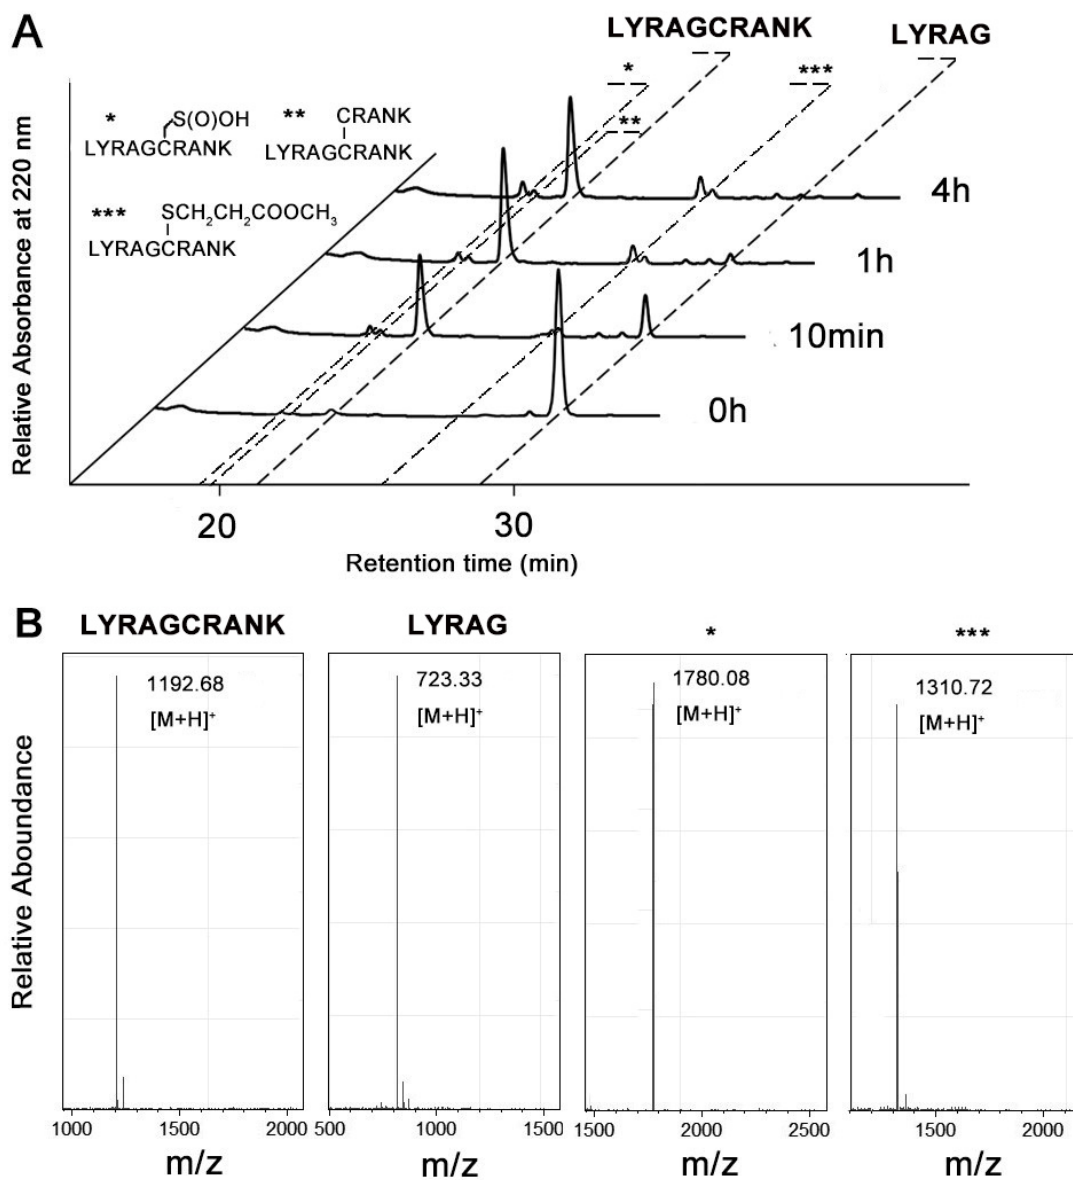 A
LYRAGCRANK
LYRAG
*
***
**
* S(O)OH
LYRAGCRANK
** CRANK
LYRAGCRANK
*** SCH₂CH₂COOCH₃
LYRAGCRANK
4h
1h
10min
0h
Relative Absorbance at 220 nm
20 30
Retention time (min)
B
LYRAGCRANK LYRAG * ***
1192.68 723.33 1780.08 1310.72
[M+H]⁺ [M+H]⁺ [M+H]⁺ [M+H]⁺
Relative Aboundance
1000 1500 2000 500 1000 1500 1500 2000 2500 1500 2000
m/z m/z m/z m/z